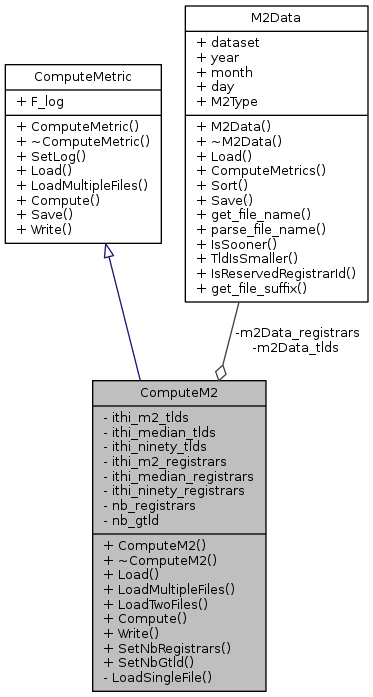 M2Data
+ dataset
+ year
+ month
+ day
+ M2Type
+ M2Data()
+ ~M2Data()
+ Load()
+ ComputeMetrics()
+ Sort()
+ Save()
+ get_file_name()
+ parse_file_name()
+ IsSooner()
+ TldIsSmaller()
+ IsReservedRegistrarId()
+ get_file_suffix()
ComputeMetric
+ F_log
+ ComputeMetric()
+ ~ComputeMetric()
+ SetLog()
+ Load()
+ LoadMultipleFiles()
+ Compute()
+ Save()
+ Write()
-m2Data_registrars
-m2Data_tlds
ComputeM2
- ithi_m2_tlds
- ithi_median_tlds
- ithi_ninety_tlds
- ithi_m2_registrars
- ithi_median_registrars
- ithi_ninety_registrars
- nb_registrars
- nb_gtld
+ ComputeM2()
+ ~ComputeM2()
+ Load()
+ LoadMultipleFiles()
+ LoadTwoFiles()
+ Compute()
+ Write()
+ SetNbRegistrars()
+ SetNbGtld()
- LoadSingleFile()